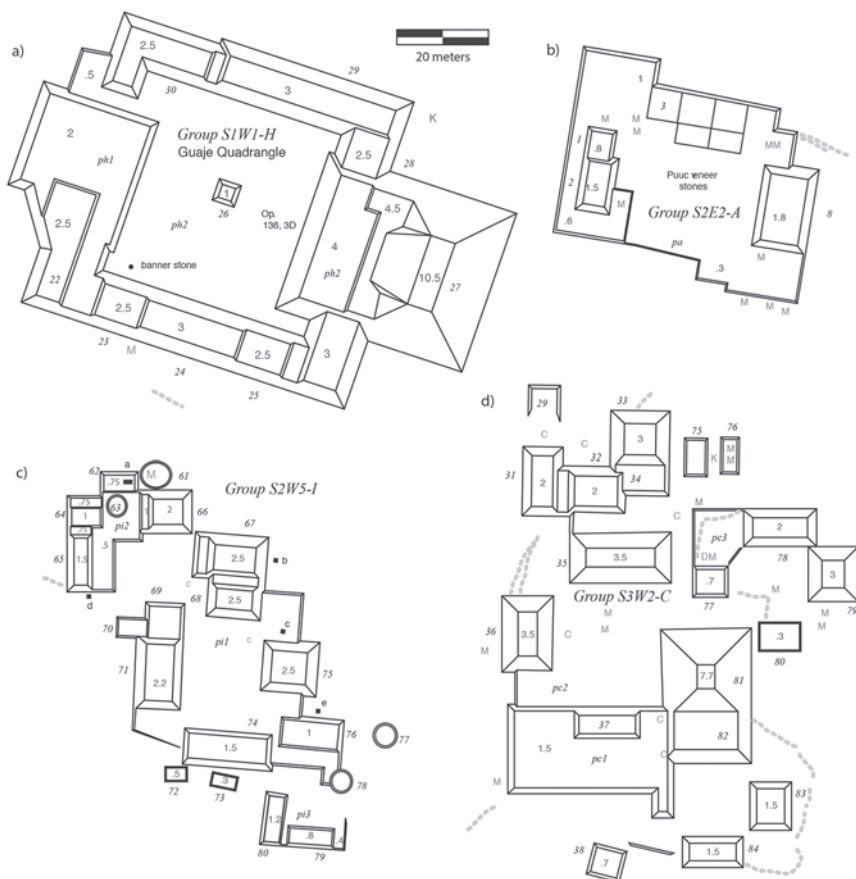 a)
20 meters
b)
2.5
29
.5
30
3
K
1
3
2
Group S1W1-H
Guaje Quadrangle
2.5
28
M
M
MM
1
.8
ph1
1
26
4.5
Puuc veneer
stones
2
1.5
1.8
8
Op.
136, 3D
M
Group S2E2-A
2.5
ph2
4
10.5
27
.6
pa
ph2
22
banner stone
.3
M
2.5
3
M
M
M
23
M
2.5
3
24
25
d)
29
33
c)
C
C
3
75
76
62
a
61
31
32
M
K
M
.75
M
Group S2W5-I
2
2
34
64
.75
63
66
67
M
1
pi2
1
2
C
pc3
2
.75
3.5
65
1.5
.5
2.5
b
35
DM
78
3
C
Group S3W2-C
.7
M
d
69
68
2.5
77
79
36
M
M
70
c
3.5
C
M
.3
M
pi1
C
M
80
71
2.5
75
7.7
81
2.2
pc2
e
74
37
C
82
1
76
1.5
1.5
77
pc1
C
.5
.3
78
M
72
73
1.5
83
1.2
pi3
.8
.4
38
1.5
84
80
79
.7